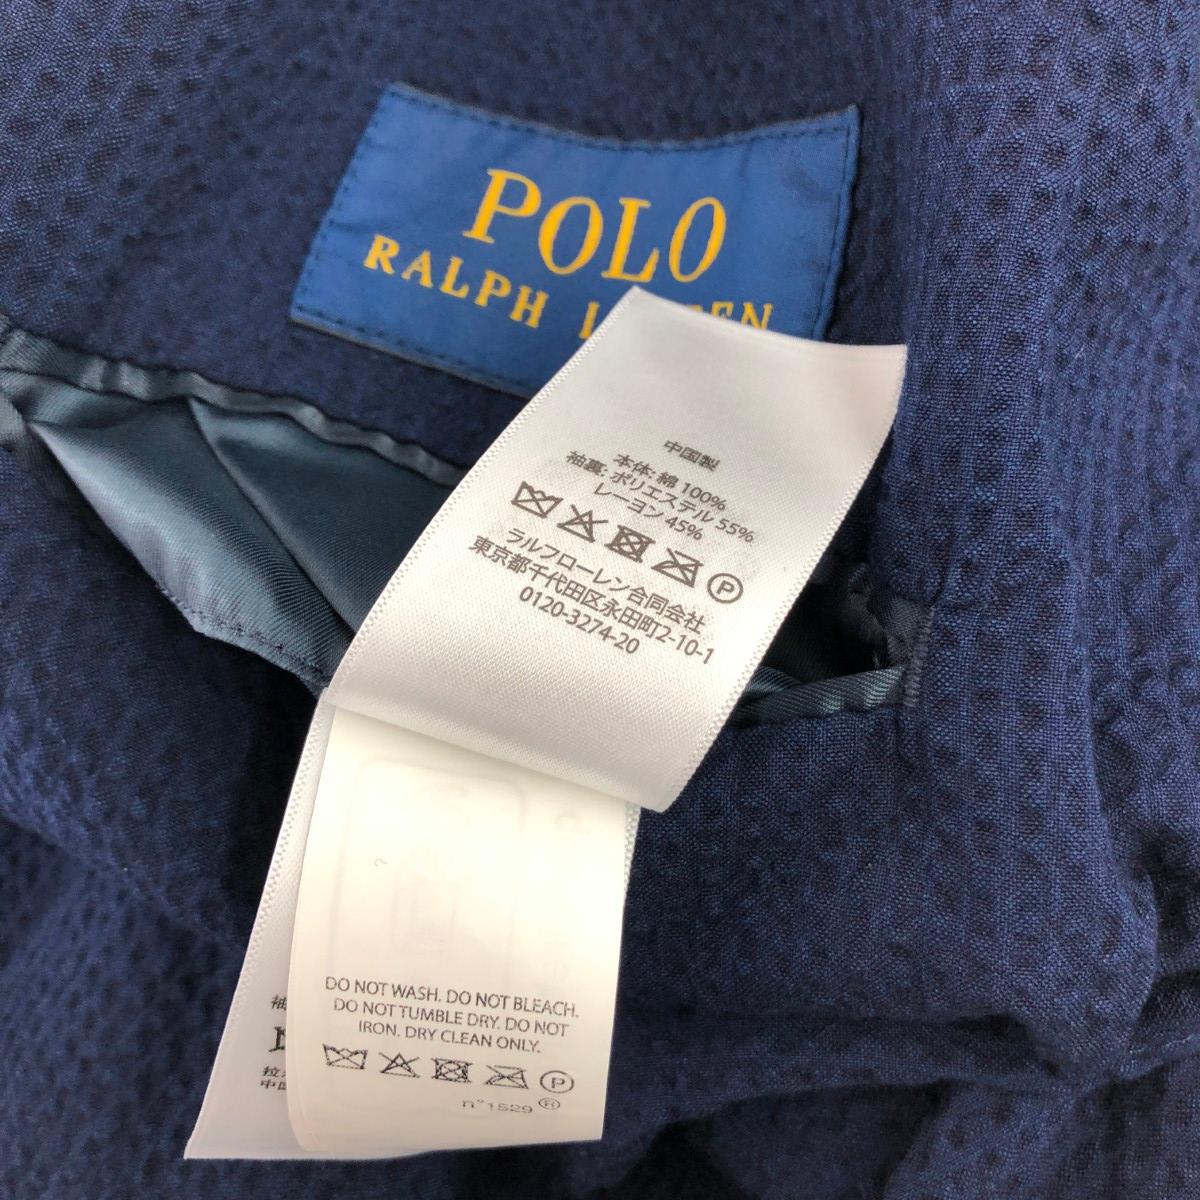 POLO
RALPH
中国製
本体: 綿 100%
袖裏: ポリエステル 55%
レーヨン 45%
P
ラルフローレン合同会社
東京都千代田区永田町2-10-1
0120-3274-20
DO NOT WASH. DO NOT BLEACH.
DO NOT TUMBLE DRY. DO NOT
IRON. DRY CLEAN ONLY.
P
n°1529®
袖
中